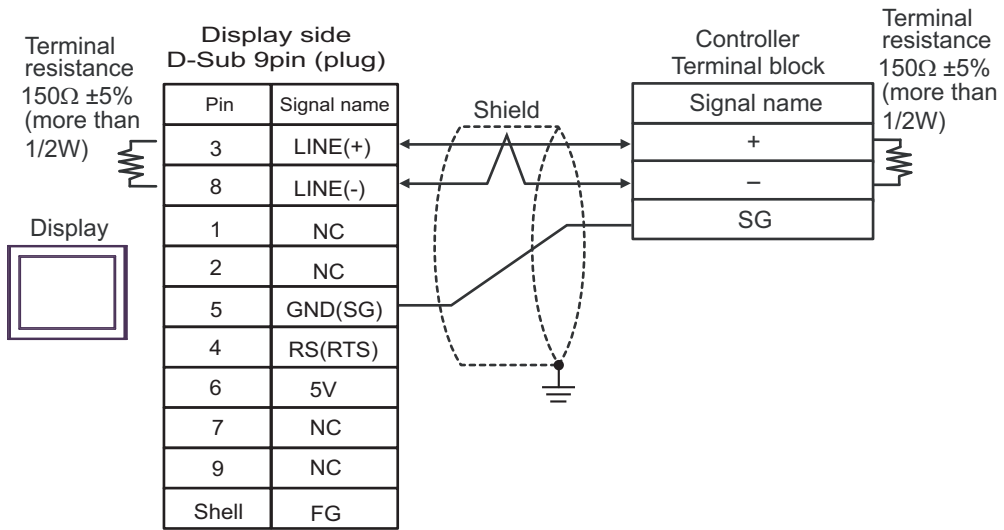 Terminal
resistance
150Ω ±5%
(more than
1/2W)
Display side
D-Sub 9pin (plug)
Pin Signal name
3 LINE(+)
8 LINE(-)
1 NC
2 NC
5 GND(SG)
4 RS(RTS)
6 5V
7 NC
9 NC
Shell FG
Display
Shield
Controller
Terminal block
Signal name
+
–
SG
Terminal
resistance
150Ω ±5%
(more than
1/2W)